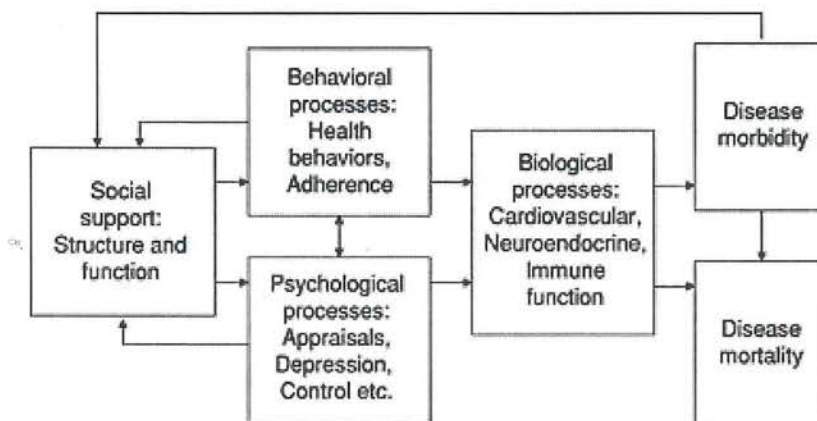 Social
support:
Structure and
function
Behavioral
processes:
Health
behaviors,
Adherence
Psychological
processes:
Appraisals,
Depression,
Control etc.
Biological
processes:
Cardiovascular,
Neuroendocrine,
Immune
function
Disease
morbidity
Disease
mortality